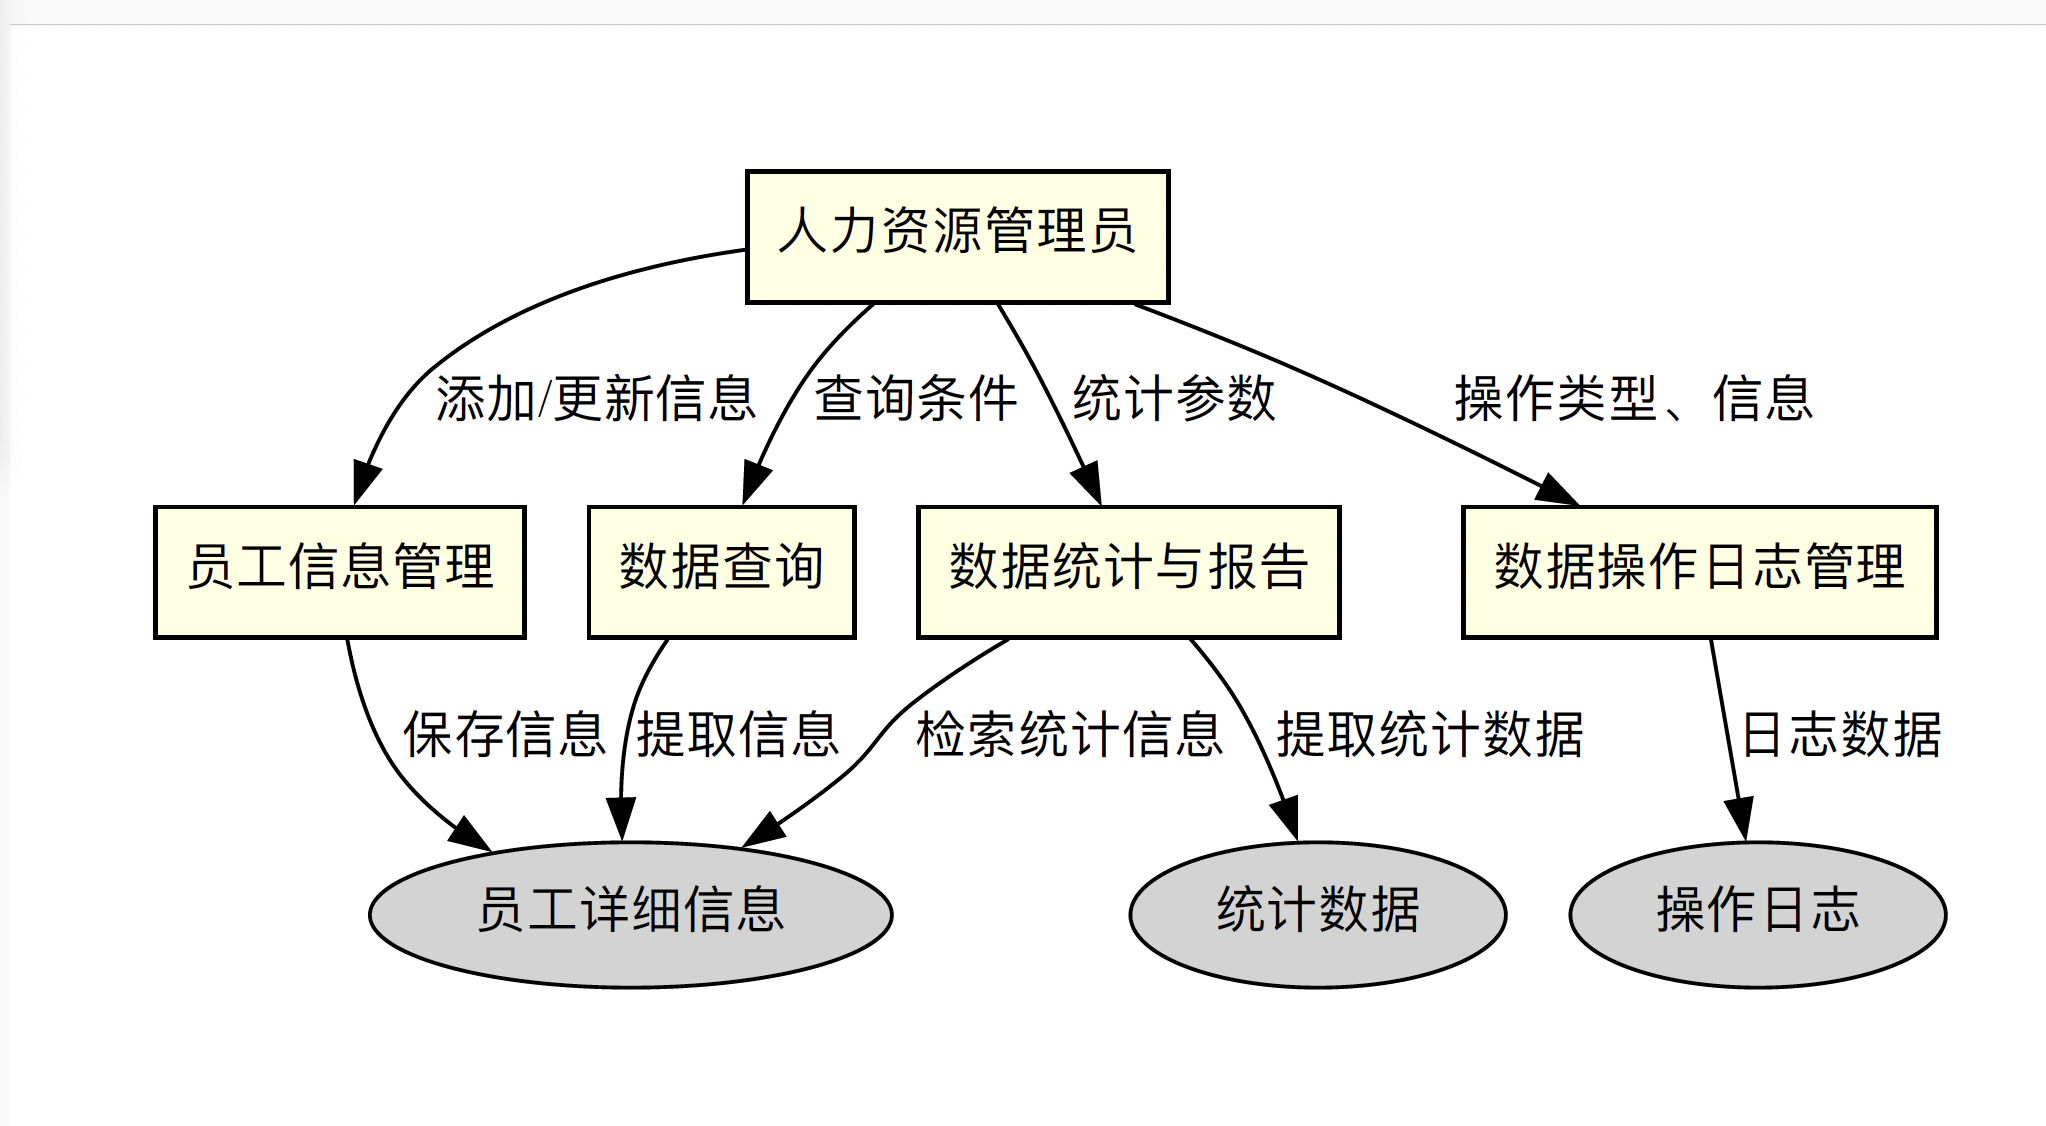 人力资源管理员
添加/更新信息
查询条件
统计参数
操作类型、信息
员工信息管理
数据查询
数据统计与报告
数据操作日志管理
保存信息
提取信息
检索统计信息
提取统计数据
日志数据
员工详细信息
统计数据
操作日志